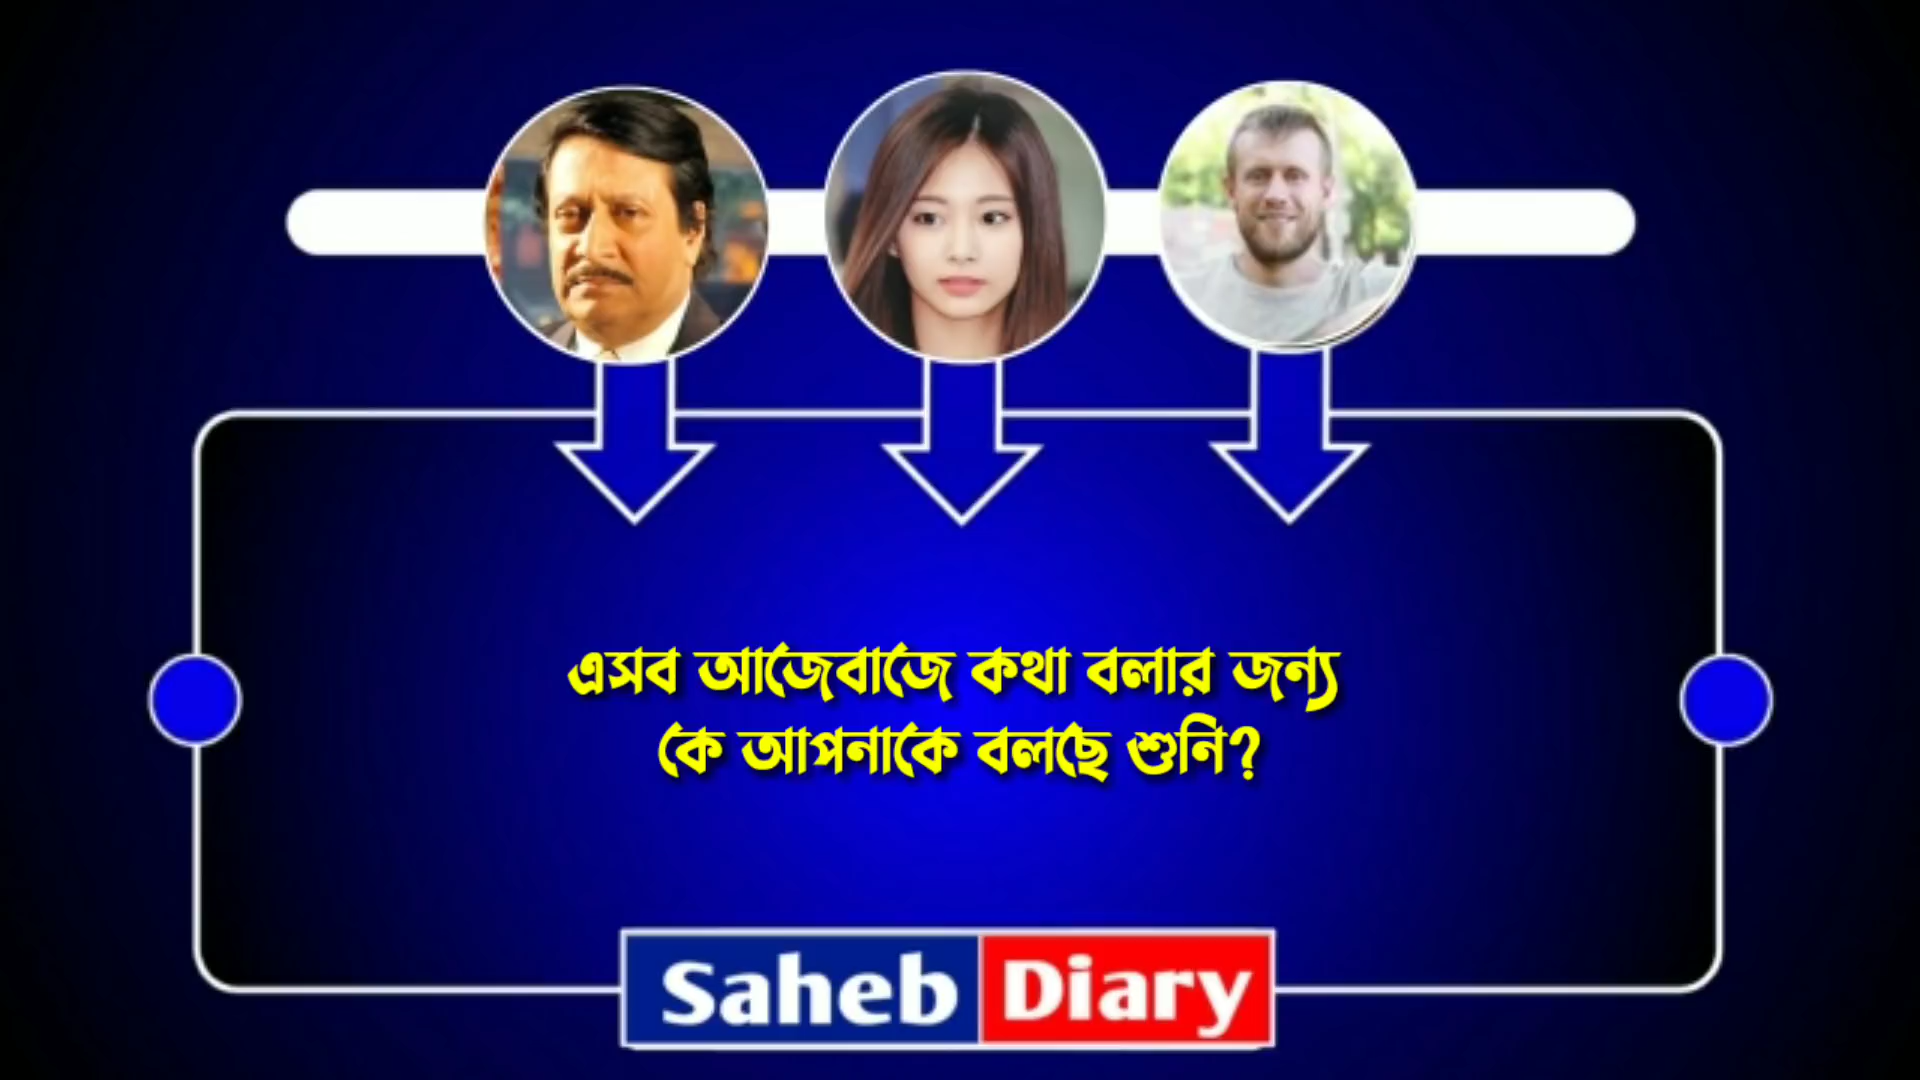 এসব আজেবাজে কথা বলার জন্য
কে আপনাকে বলছে শুনি?
Saheb Diary